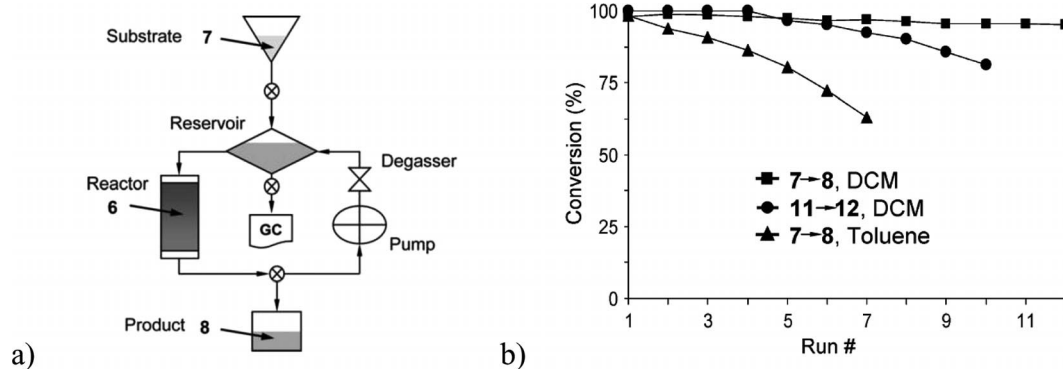 Substrate 7
Reservoir
Degasser
Reactor
6
GC
Pump
Product 8
a)
100
75
50
25
0
Conversion (%)
7→8, DCM
11→12, DCM
7→8, Toluene
1 3 5 7 9 11
Run #
b)